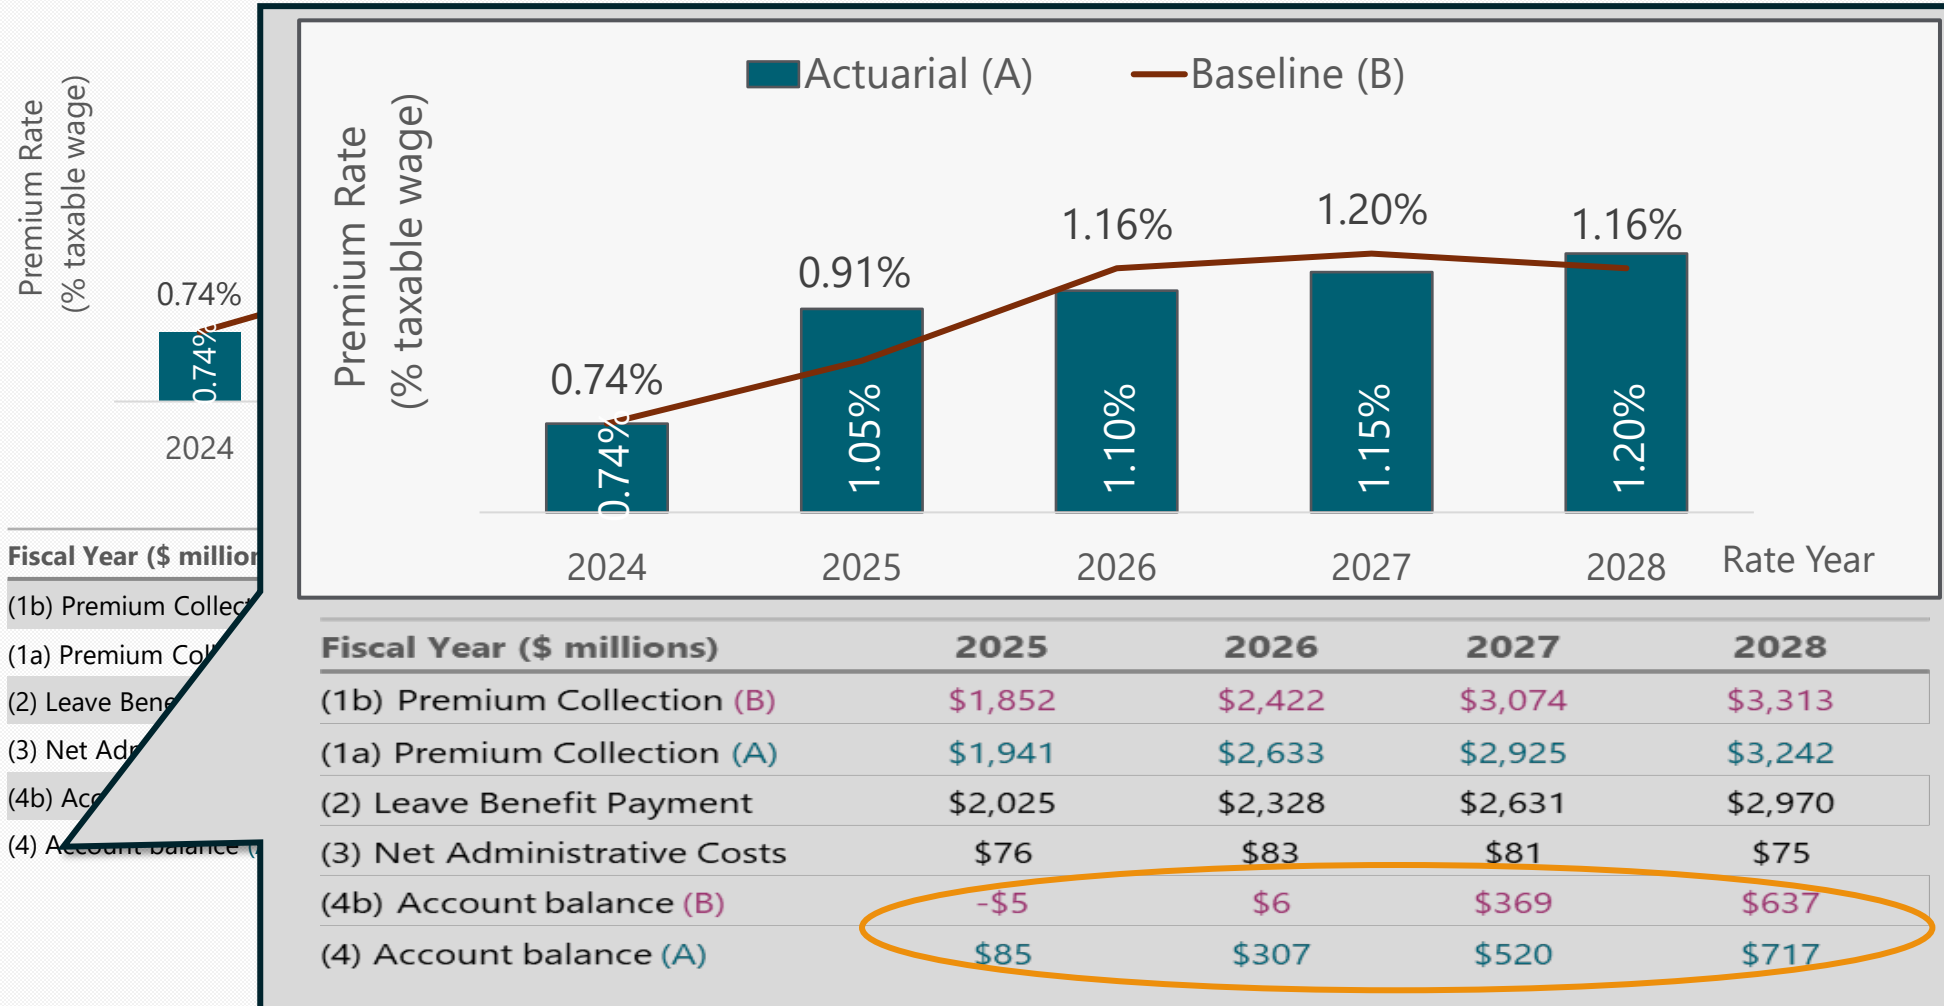 Premium Rate
(% taxable wage)
0.74%
0.74%
2024
Fiscal Year ($ million
(1b) Premium Collect
(1a) Premium Coll
(2) Leave Bene
(3) Net Adm
(4b) Acc
(4) Account balance (
Actuarial (A)
Baseline (B)
Premium Rate
(% taxable wage)
0.74%
0.91%
1.16%
1.20%
1.16%
0.74%
1.05%
1.10%
1.15%
1.20%
2024 2025 2026 2027 2028 Rate Year
Fiscal Year ($ millions) 2025 2026 2027 2028
(1b) Premium Collection (B) $1,852 $2,422 $3,074 $3,313
(1a) Premium Collection (A) $1,941 $2,633 $2,925 $3,242
(2) Leave Benefit Payment $2,025 $2,328 $2,631 $2,970
(3) Net Administrative Costs $76 $83 $81 $75
(4b) Account balance (B) -$5 $6 $369 $637
(4) Account balance (A) $85 $307 $520 $717